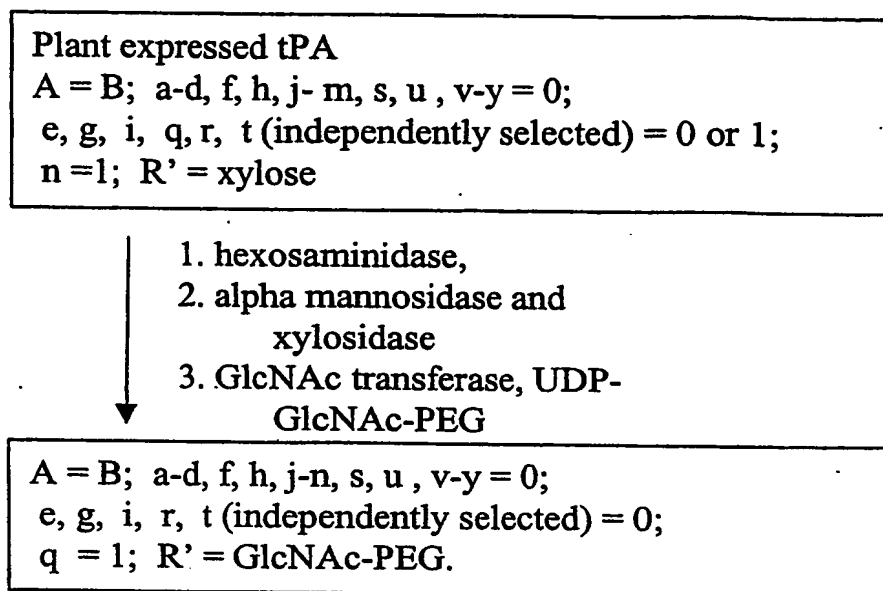 Plant expressed tPA
A = B; a-d, f, h, j- m, s, u , v-y = 0;
e, g, i, q, r, t (independently selected) = 0 or 1;
n =1; R’ = xylose
1. hexosaminidase,
2. alpha mannosidase and
xylosidase
3. GlcNAc transferase, UDP-
GlcNAc-PEG
A = B; a-d, f, h, j-n, s, u , v-y = 0;
e, g, i, r, t (independently selected) = 0;
q = 1; R’ = GlcNAc-PEG.